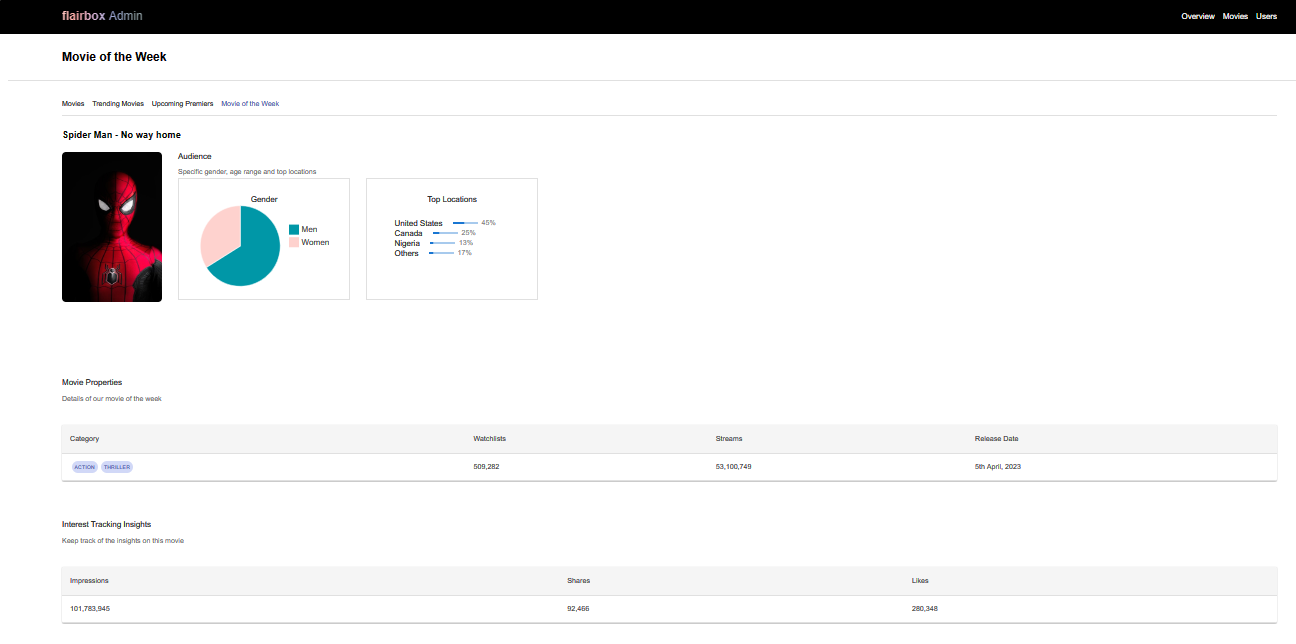 flairbox Admin
Overview Movies Users
Movie of the Week
Movies Trending Movies Upcoming Premiers Movie of the Week
Spider Man - No way home
Audience
Specific gender, age range and top locations
Gender
Men
Women
Top Locations
United States 45%
Canada 25%
Nigeria 13%
Others 17%
Movie Properties
Details of our movie of the week
Category Watchlists Streams Release Date
ACTION THRILLER 509,282 53,100,749 5th April, 2023
Interest Tracking Insights
Keep track of the insights on this movie
Impressions Shares Likes
101,783,945 92,466 280,348